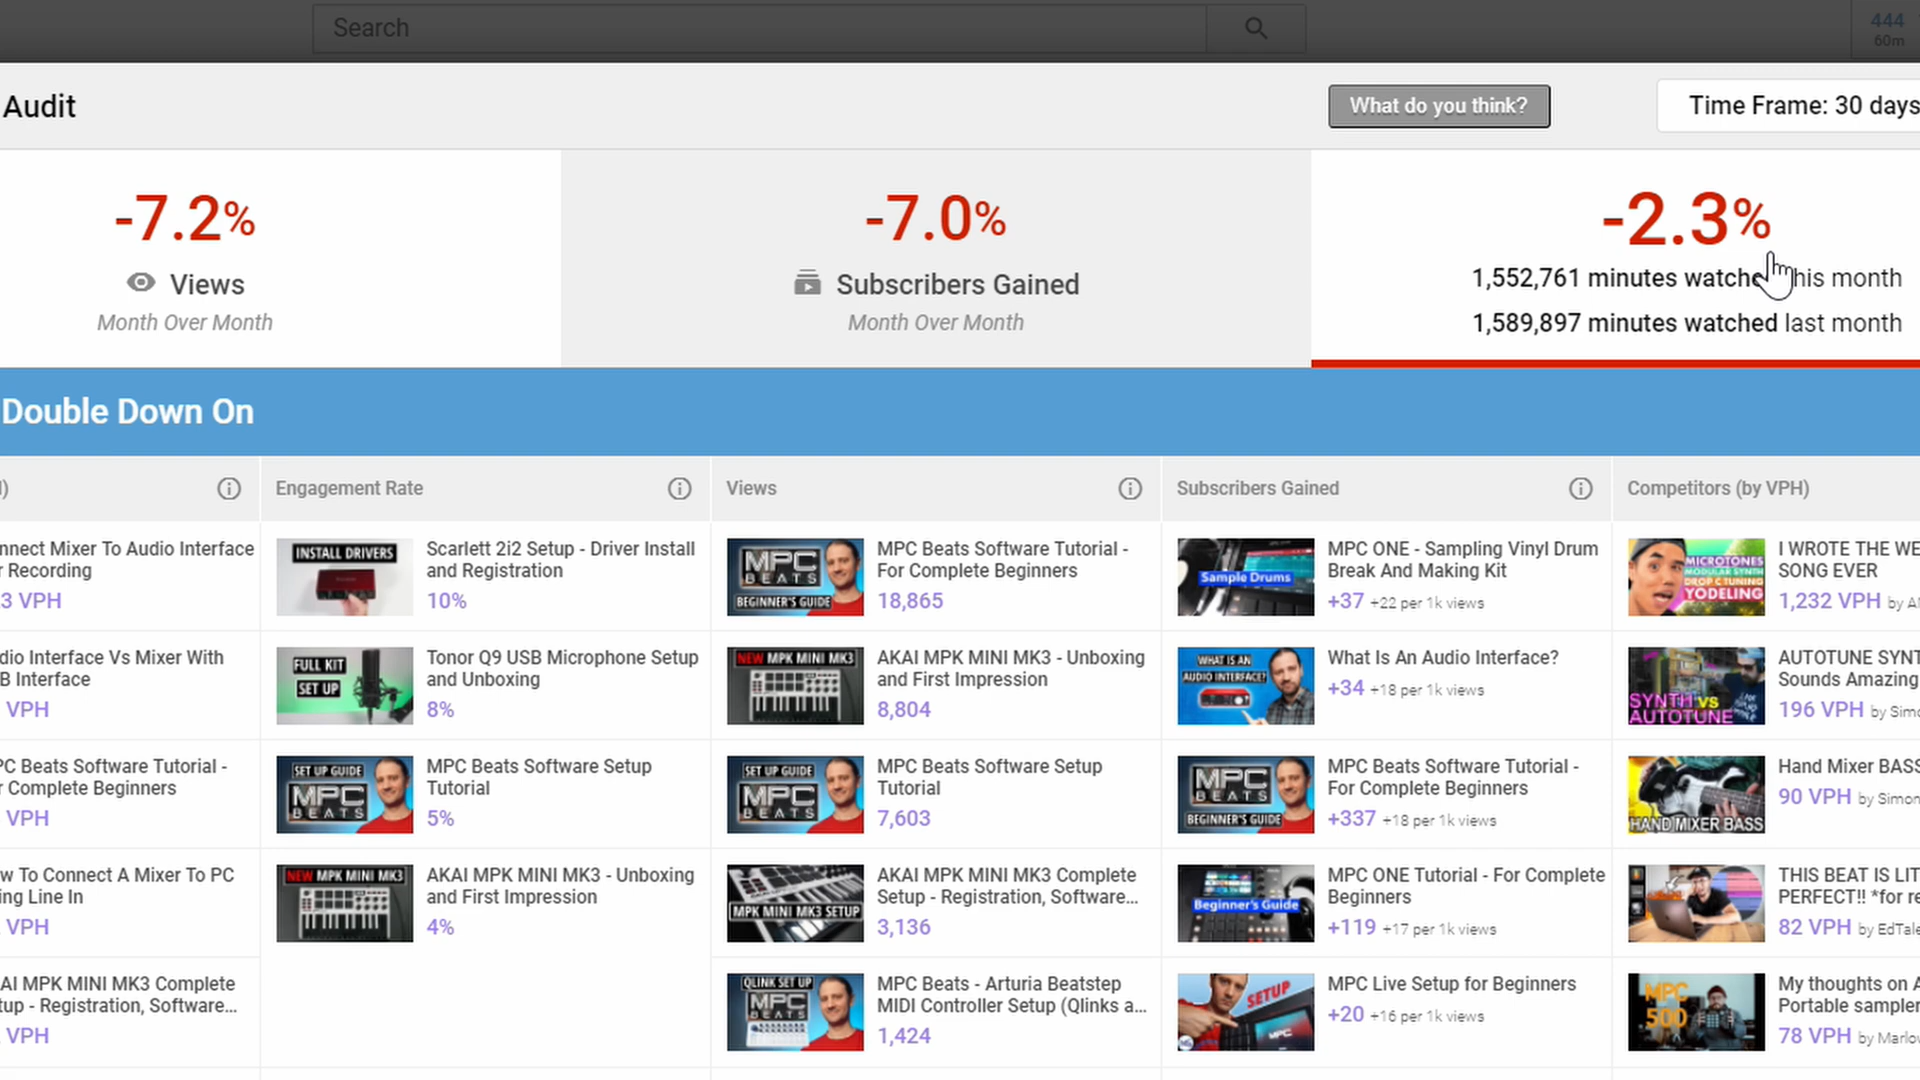 Search
444
60m
Audit
What do you think?
Time Frame: 30 days
-7.2%
Views
Month Over Month
-7.0%
Subscribers Gained
Month Over Month
-2.3%
1,552,761 minutes watched this month
1,589,897 minutes watched last month
Double Down On
Engagement Rate
Views
Subscribers Gained
Competitors (by VPH)
nnect Mixer To Audio Interface
r Recording
3 VPH
dio Interface Vs Mixer With
B Interface
VPH
PC Beats Software Tutorial -
r Complete Beginners
VPH
w To Connect A Mixer To PC
ing Line In
VPH
AI MPK MINI MK3 Complete
tup - Registration, Software...
VPH
INSTALL DRIVERS
Scarlett 2i2 Setup - Driver Install
and Registration
10%
FULL KIT
SET UP
Tonor Q9 USB Microphone Setup
and Unboxing
8%
SET UP GUIDE
MPC
BEATS
MPC Beats Software Setup
Tutorial
5%
NEW MPK MINI MK3
AKAI MPK MINI MK3 - Unboxing
and First Impression
4%
MPC
BEATS
BEGINNER'S GUIDE
MPC Beats Software Tutorial -
For Complete Beginners
18,865
NEW MPK MINI MK3
AKAI MPK MINI MK3 - Unboxing
and First Impression
8,804
SET UP GUIDE
MPC
BEATS
MPC Beats Software Setup
Tutorial
7,603
MPK MINI MK3 SETUP
AKAI MPK MINI MK3 Complete
Setup - Registration, Software...
3,136
QLINK SET UP
MPC
BEATS
MPC Beats - Arturia Beatstep
MIDI Controller Setup (Qlinks a...
1,424
Sample Drums
MPC ONE - Sampling Vinyl Drum
Break And Making Kit
+37 +22 per 1k views
WHAT IS AN
AUDIO INTERFACE?
What Is An Audio Interface?
+34 +18 per 1k views
MPC
BEATS
BEGINNER'S GUIDE
MPC Beats Software Tutorial -
For Complete Beginners
+337 +18 per 1k views
Beginner's Guide
MPC ONE Tutorial - For Complete
Beginners
+119 +17 per 1k views
SETUP
MPC
MPC Live Setup for Beginners
+20 +16 per 1k views
MICROTONES
MODULAR SYNTH
DROP C TUNING
YODELING
I WROTE THE WE
SONG EVER
1,232 VPH by A
SYNTH VS
AUTOTUNE
AUTOTUNE SYNT
Sounds Amazing
196 VPH by Simo
HAND MIXER BASS
Hand Mixer BASS
90 VPH by Simon
THIS BEAT IS LIT
PERFECT!! *for re
82 VPH by EdTale
MPC
500
My thoughts on A
Portable sampler
78 VPH by Marlow